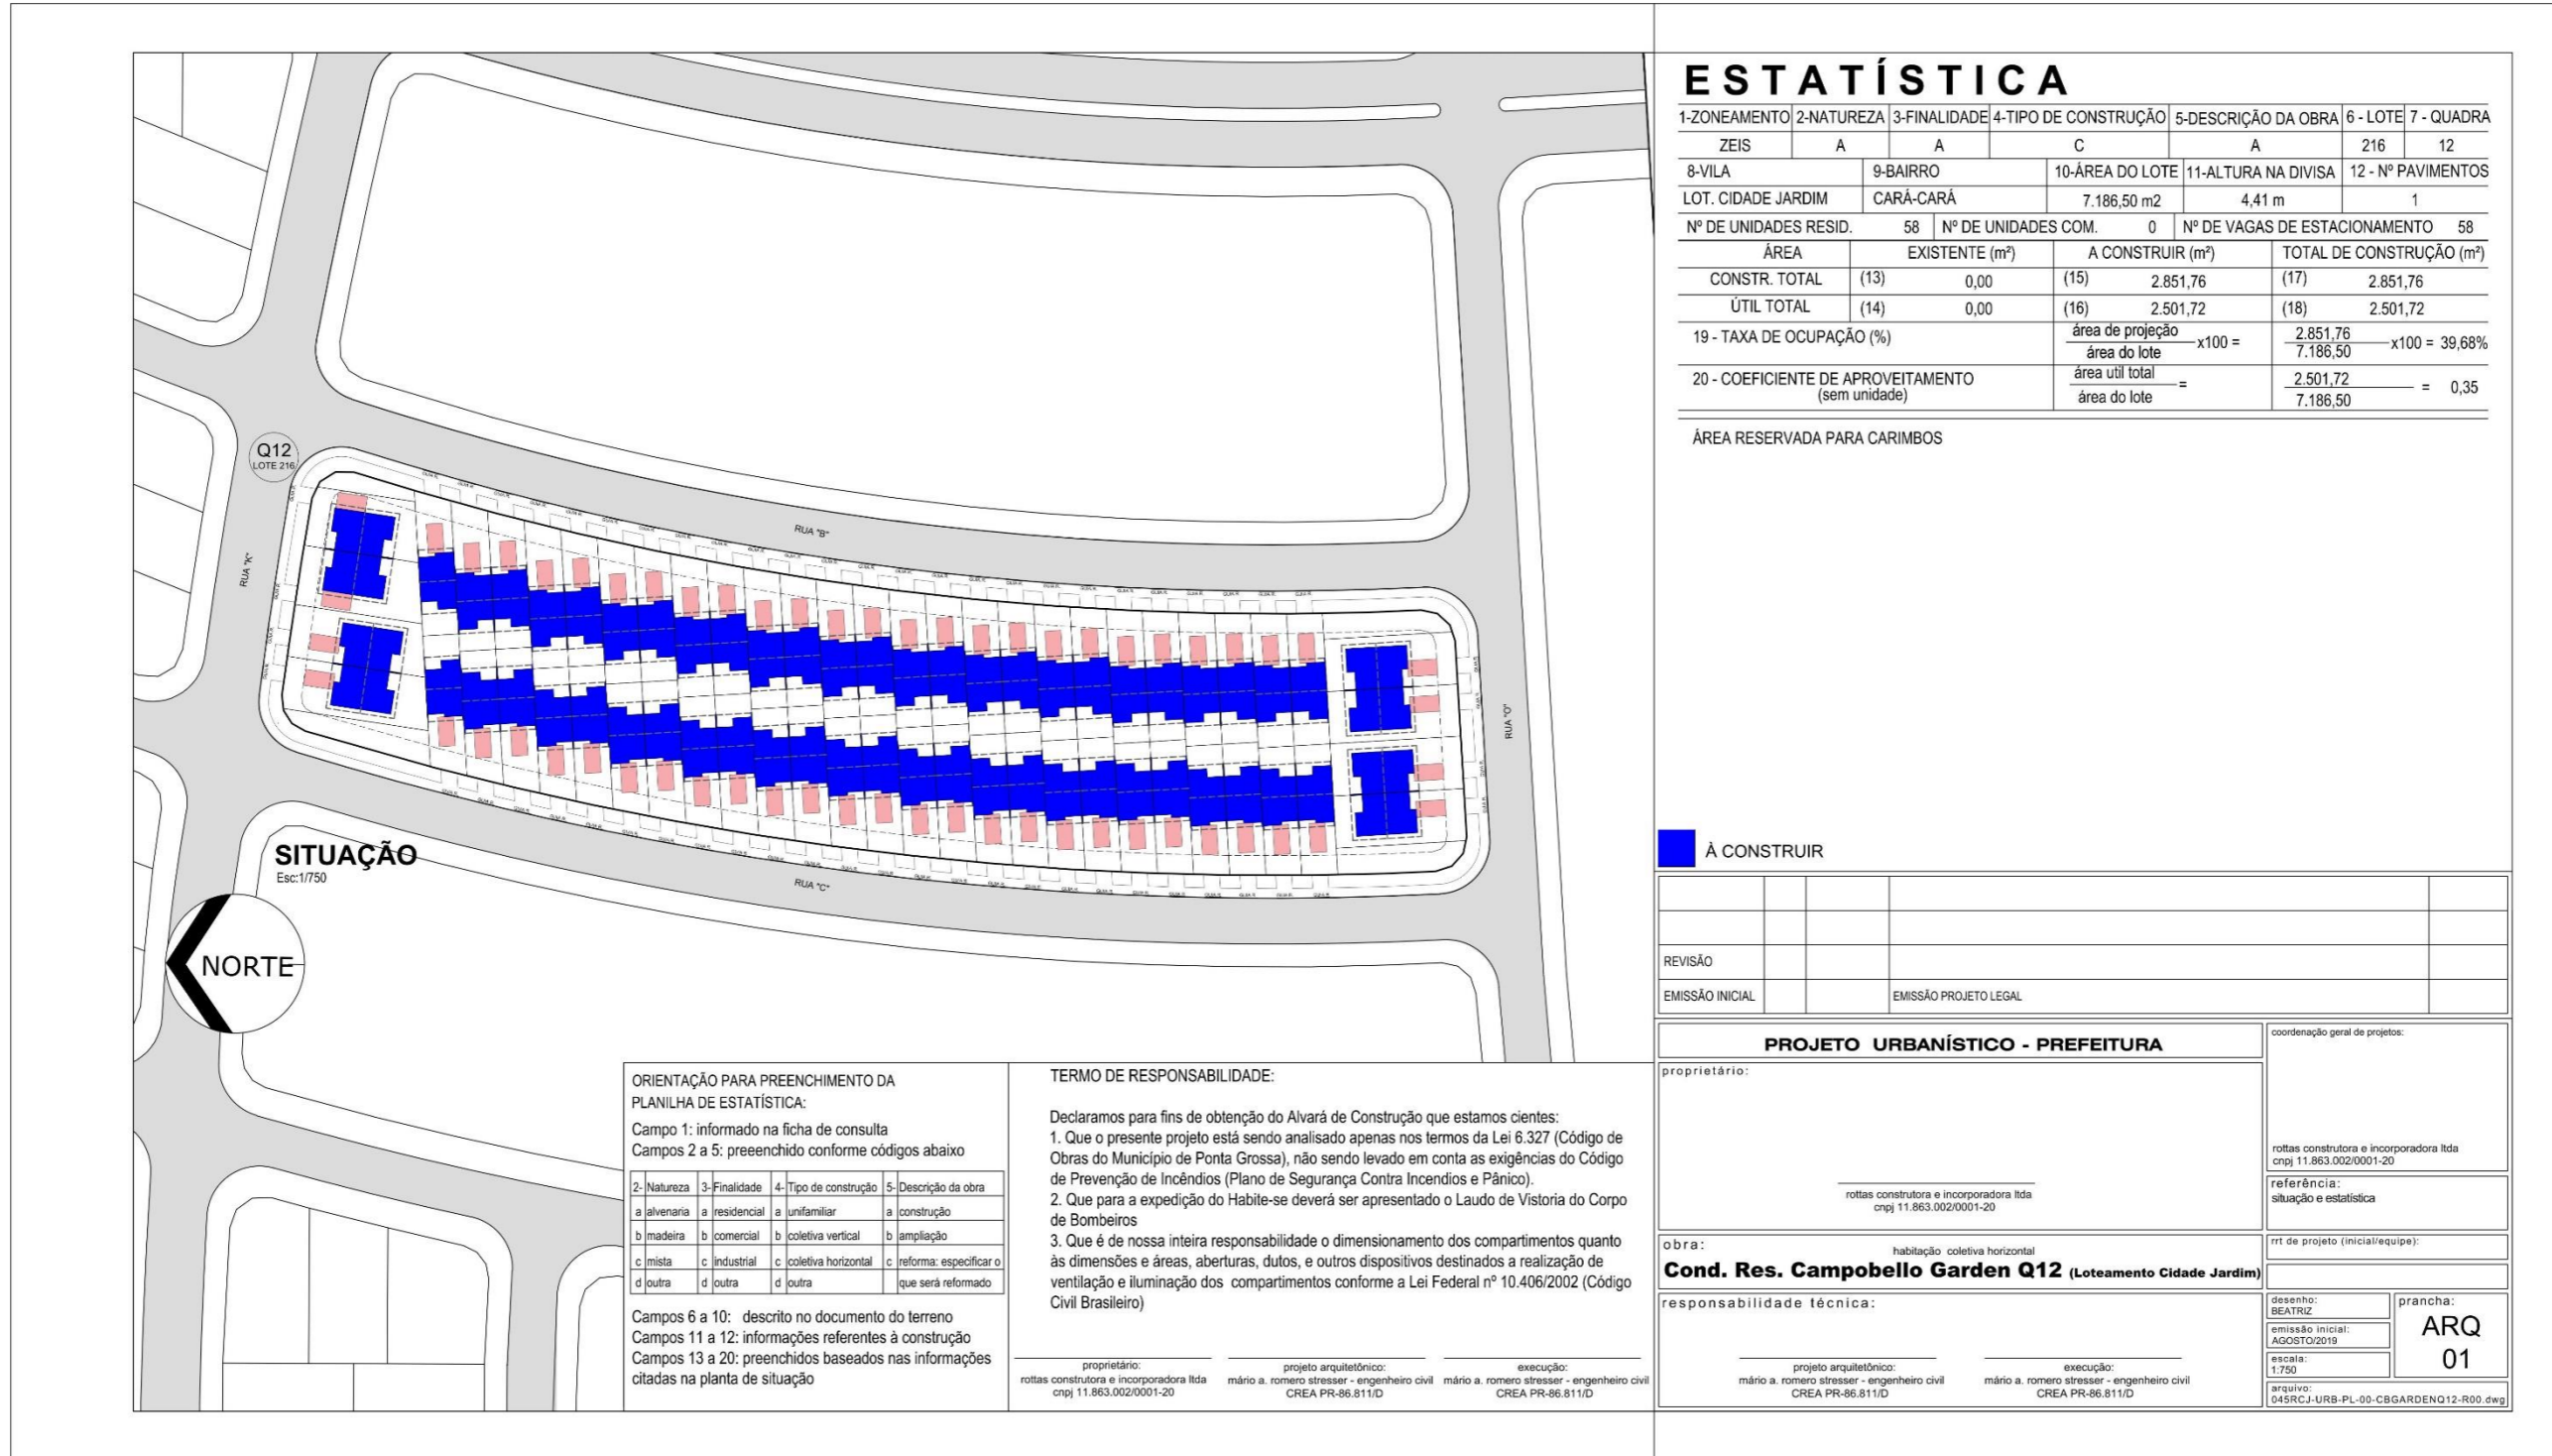 ESTATÍSTICA
1-ZONEAMENTO 2-NATUREZA 3-FINALIDADE 4-TIPO DE CONSTRUÇÃO 5-DESCRIÇÃO DA OBRA 6 - LOTE 7 - QUADRA
ZEIS A A C A 216 12
8-VILA 9-BAIRRO 10-ÁREA DO LOTE 11-ALTURA NA DIVISA 12 - Nº PAVIMENTOS
LOT. CIDADE JARDIM CARÁ-CARÁ 7.186,50 m2 4,41 m 1
Nº DE UNIDADES RESID. 58 Nº DE UNIDADES COM. 0 Nº DE VAGAS DE ESTACIONAMENTO 58
ÁREA EXISTENTE (m²) A CONSTRUIR (m²) TOTAL DE CONSTRUÇÃO (m²)
CONSTR. TOTAL (13) 0,00 (15) 2.851,76 (17) 2.851,76
ÚTIL TOTAL (14) 0,00 (16) 2.501,72 (18) 2.501,72
19 - TAXA DE OCUPAÇÃO (%)
área de projeção
área do lote
x100 =
2.851,76
7.186,50
x100 = 39,68%
20 - COEFICIENTE DE APROVEITAMENTO
(sem unidade)
área util total
área do lote
=
2.501,72
7.186,50
= 0,35
ÁREA RESERVADA PARA CARIMBOS
À CONSTRUIR
Q12
LOTE 216
RUA "B"
RUA "K"
RUA "O"
RUA "C"
SITUAÇÃO
Esc:1/750
NORTE
ORIENTAÇÃO PARA PREENCHIMENTO DA
PLANILHA DE ESTATÍSTICA:
Campo 1: informado na ficha de consulta
Campos 2 a 5: preeenchido conforme códigos abaixo
2- Natureza 3- Finalidade 4- Tipo de construção 5- Descrição da obra
a alvenaria a residencial a unifamiliar a construção
b madeira b comercial b coletiva vertical b ampliação
c mista c industrial c coletiva horizontal c reforma: especificar o
d outra d outra d outra que será reformado
Campos 6 a 10: descrito no documento do terreno
Campos 11 a 12: informações referentes à construção
Campos 13 a 20: preenchidos baseados nas informações
citadas na planta de situação
TERMO DE RESPONSABILIDADE:
Declaramos para fins de obtenção do Alvará de Construção que estamos cientes:
1. Que o presente projeto está sendo analisado apenas nos termos da Lei 6.327 (Código de
Obras do Município de Ponta Grossa), não sendo levado em conta as exigências do Código
de Prevenção de Incêndios (Plano de Segurança Contra Incendios e Pânico).
2. Que para a expedição do Habite-se deverá ser apresentado o Laudo de Vistoria do Corpo
de Bombeiros
3. Que é de nossa inteira responsabilidade o dimensionamento dos compartimentos quanto
às dimensões e áreas, aberturas, dutos, e outros dispositivos destinados a realização de
ventilação e iluminação dos compartimentos conforme a Lei Federal nº 10.406/2002 (Código
Civil Brasileiro)
proprietário:
rottas construtora e incorporadora ltda
cnpj 11.863.002/0001-20
projeto arquitetônico:
mário a. romero stresser - engenheiro civil
CREA PR-86.811/D
execução:
mário a. romero stresser - engenheiro civil
CREA PR-86.811/D
REVISÃO
EMISSÃO INICIAL EMISSÃO PROJETO LEGAL
PROJETO URBANÍSTICO - PREFEITURA
coordenação geral de projetos:
rottas construtora e incorporadora ltda
cnpj 11.863.002/0001-20
proprietário:
rottas construtora e incorporadora ltda
cnpj 11.863.002/0001-20
referência:
situação e estatística
obra:
habitação coletiva horizontal
Cond. Res. Campobello Garden Q12 (Loteamento Cidade Jardim)
rrt de projeto (inicial/equipe):
responsabilidade técnica:
projeto arquitetônico:
mário a. romero stresser - engenheiro civil
CREA PR-86.811/D
execução:
mário a. romero stresser - engenheiro civil
CREA PR-86.811/D
desenho:
BEATRIZ
emissão inicial:
AGOSTO/2019
escala:
1:750
prancha:
ARQ
01
arquivo:
045RCJ-URB-PL-00-CBGARDENQ12-R00.dwg